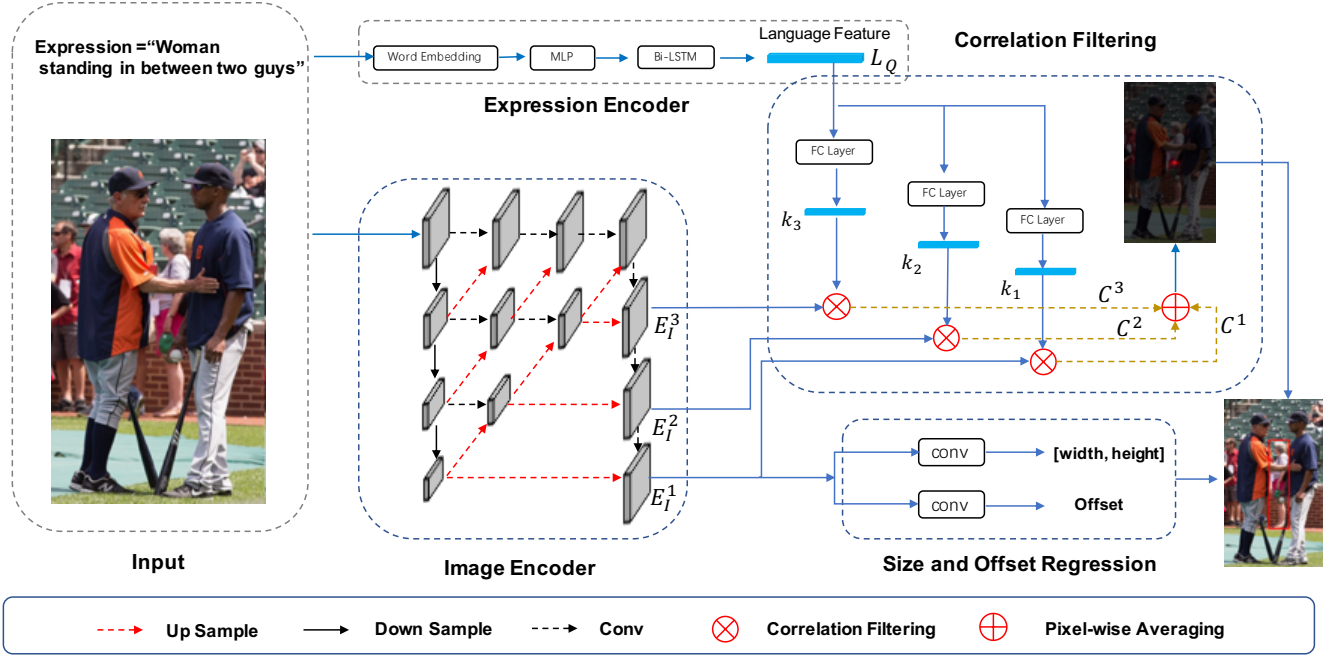 Expression ="Woman
standing in between two guys"
Input
Word Embedding
MLP
Bi-LSTM
Language Feature
L_Q
Expression Encoder
Correlation Filtering
FC Layer
FC Layer
FC Layer
k_3
k_2
k_1
C^3
C^2
C^1
E_I^3
E_I^2
E_I^1
Image Encoder
conv
[width, height]
conv
Offset
Size and Offset Regression
Up Sample
Down Sample
Conv
Correlation Filtering
Pixel-wise Averaging